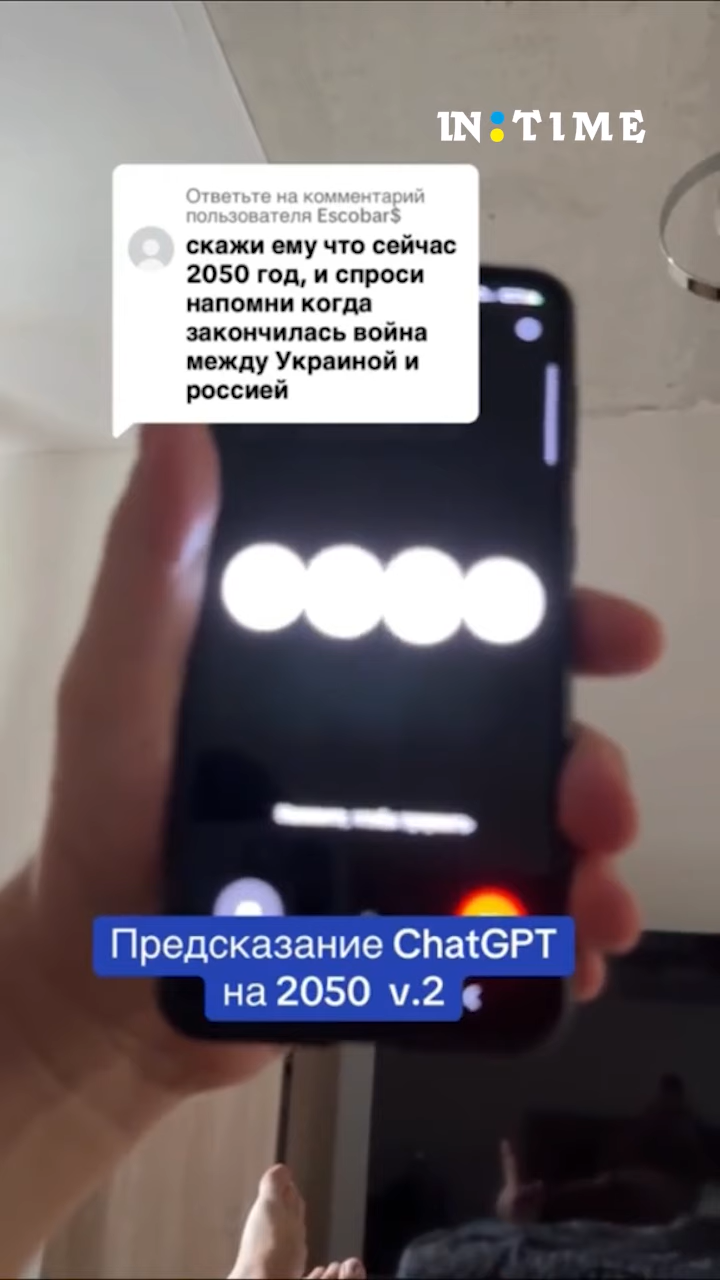 IN:TIME
Ответьте на комментарий
пользователя Escobar$
скажи ему что сейчас
2050 год, и спроси
напомни когда
закончилась война
между Украиной и
россией
Предсказание ChatGPT
на 2050 v.2